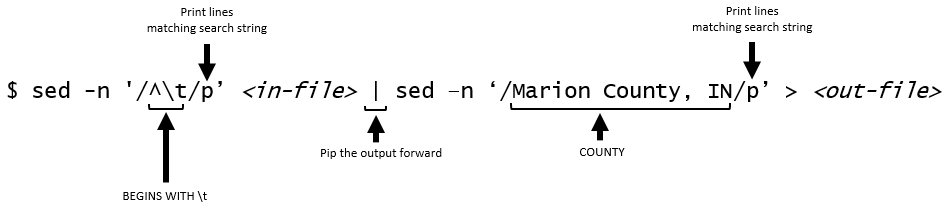 Print lines
matching search string
Print lines
matching search string
$ sed -n '/^\t/p’ <in-file> | sed –n ‘/Marion County, IN/p’ > <out-file>
Pip the output forward
COUNTY
BEGINS WITH \t